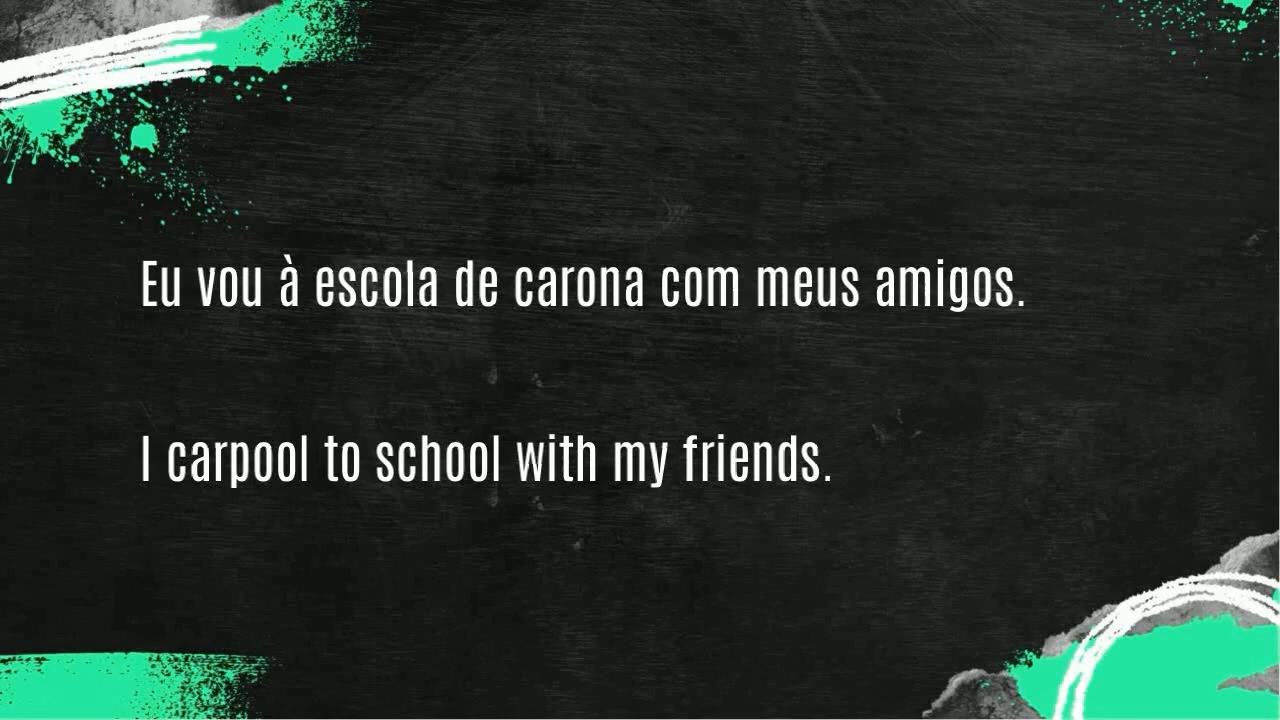 Eu vou à escola de carona com meus amigos.
I carpool to school with my friends.